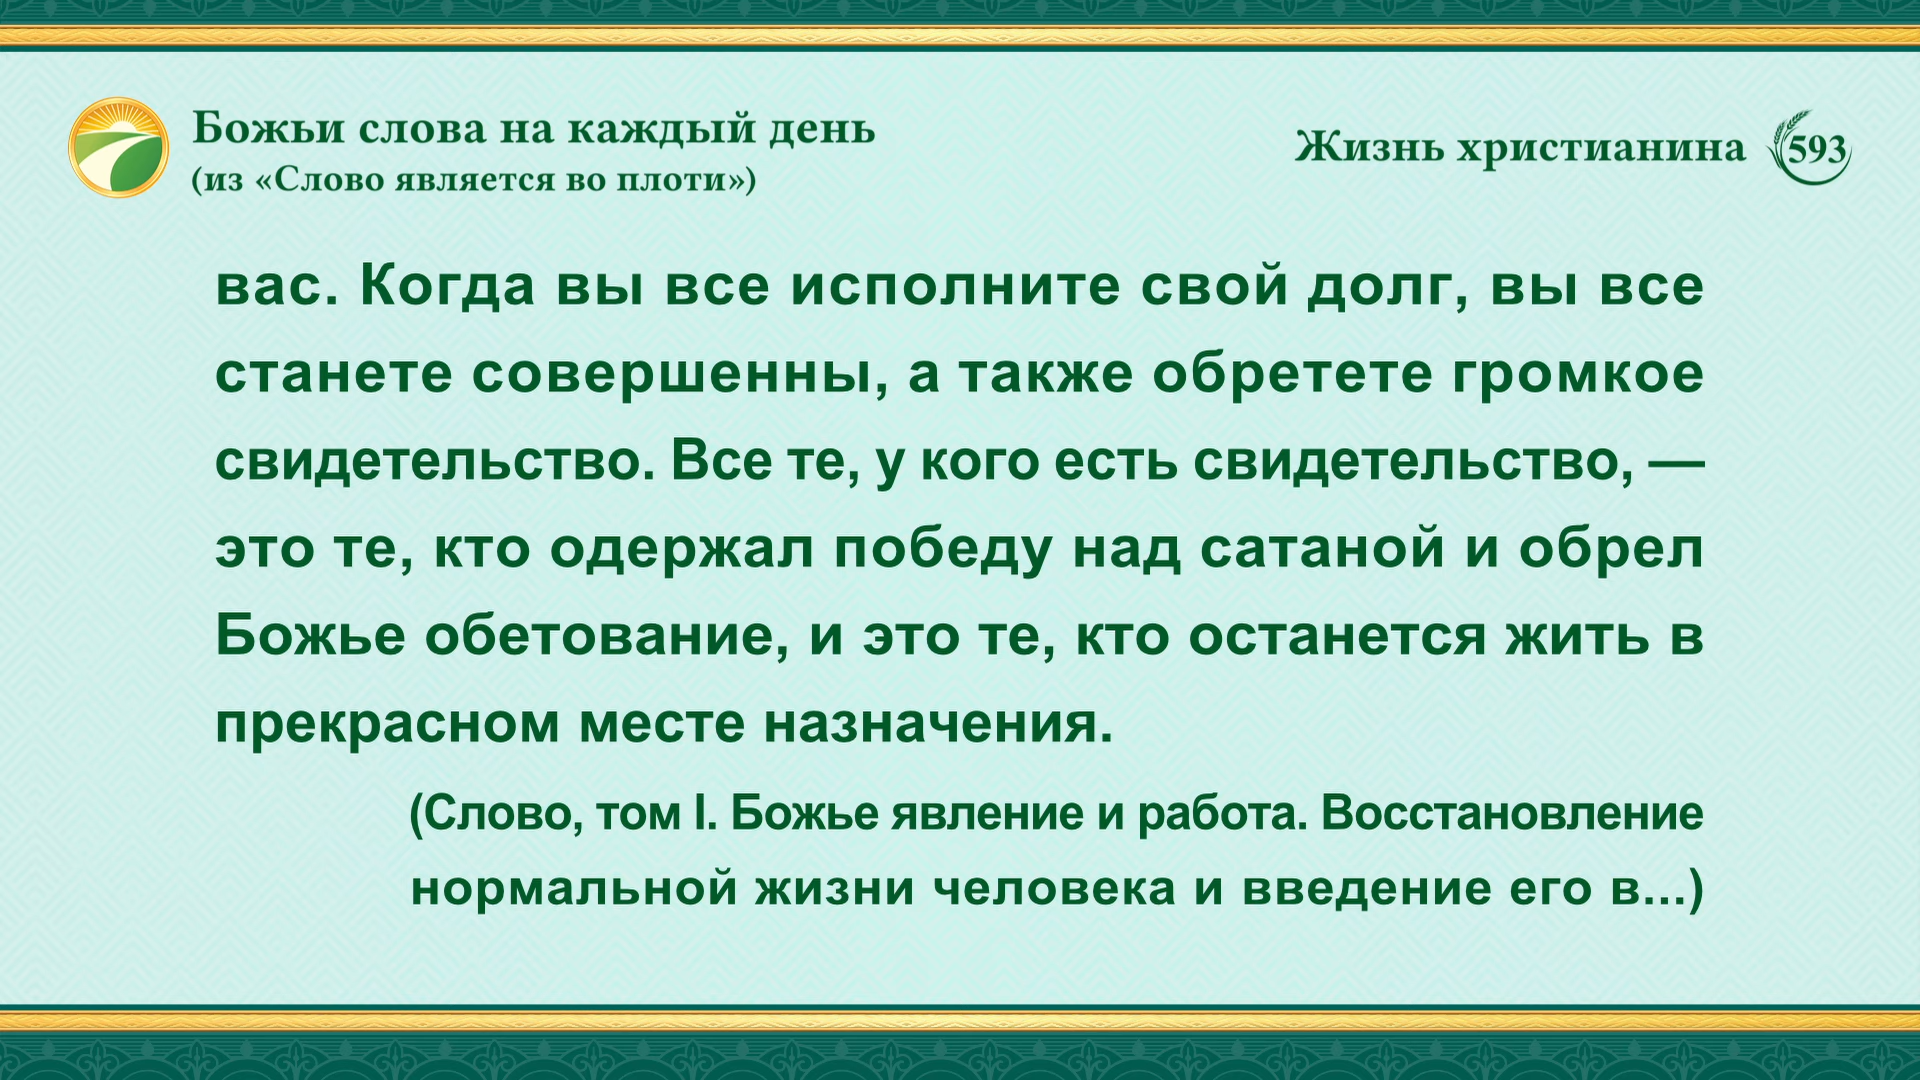 Божьи слова на каждый день
(из «Слово является во плоти»)
Жизнь христианина 593
вас. Когда вы все исполните свой долг, вы все
станете совершенны, а также обретете громкое
свидетельство. Все те, у кого есть свидетельство, —
это те, кто одержал победу над сатаной и обрел
Божье обетование, и это те, кто останется жить в
прекрасном месте назначения.
(Слово, том I. Божье явление и работа. Восстановление
нормальной жизни человека и введение его в...)